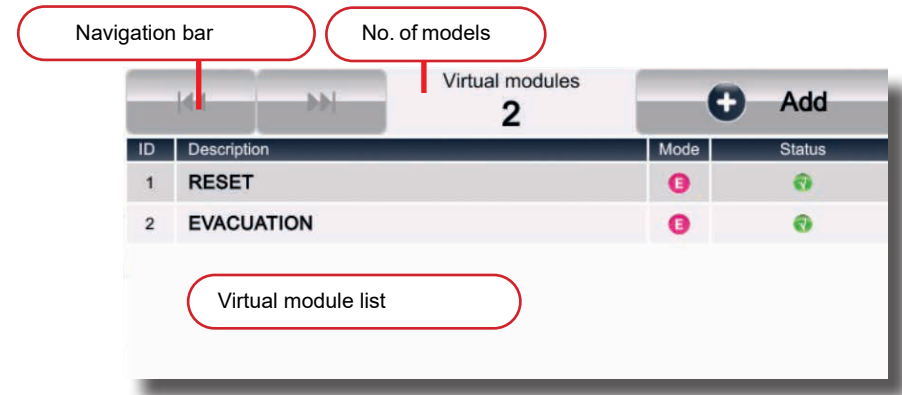 Navigation bar
No. of models
Virtual modules
2
Add
ID Description Mode Status
1 RESET E
2 EVACUATION E
Virtual module list